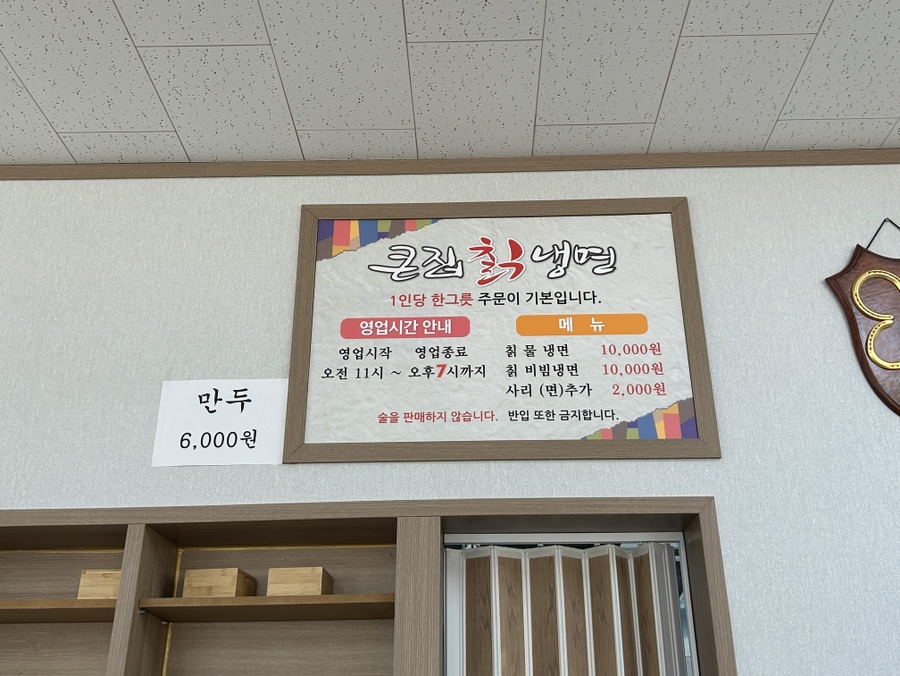 큰집 칡 냉면
1인당 한그릇 주문이 기본입니다.
영업시간 안내
영업시작 영업종료
오전 11시 ~ 오후7시까지
메 뉴
칡 물 냉면 10,000원
칡 비빔냉면 10,000원
사리 (면)추가 2,000원
술을 판매하지 않습니다. 반입 또한 금지합니다.
만두
6,000원